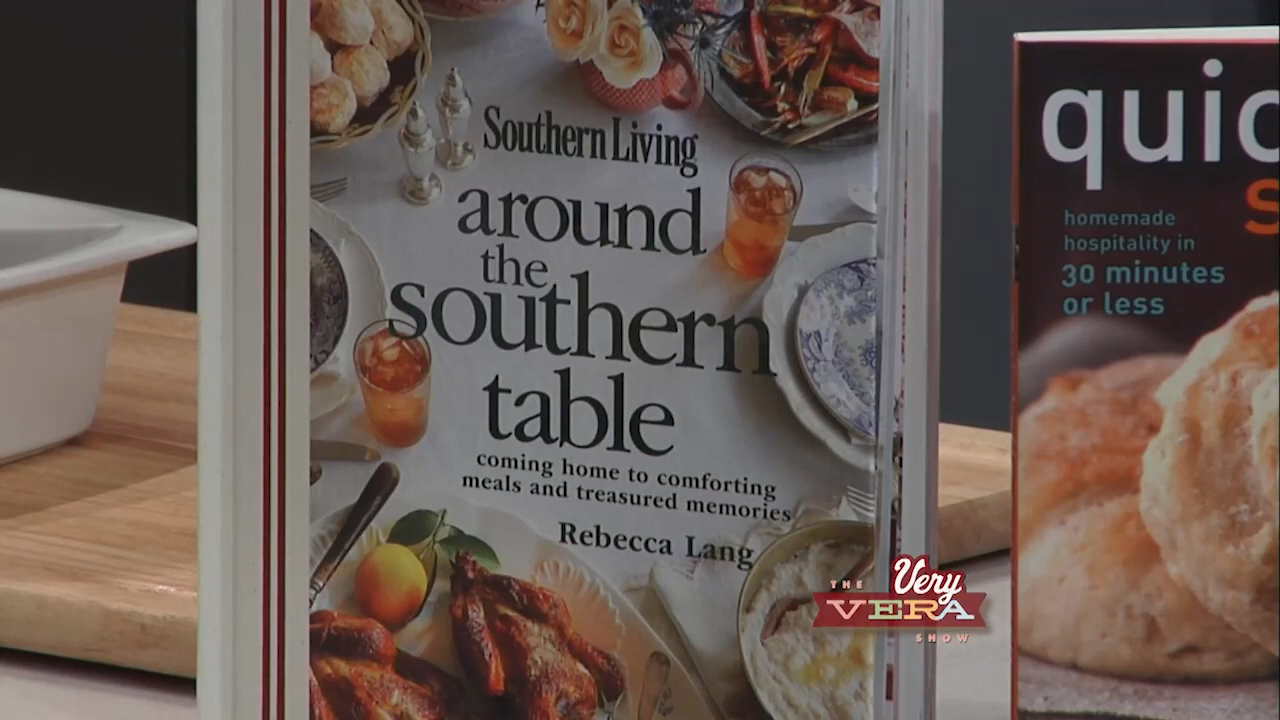 Southern Living
around
the
southern
table
coming home to comforting
meals and treasured memories
Rebecca Lang
quic
s
homemade
hospitality in
30 minutes
or less
THE
Very
VERA
SHOW